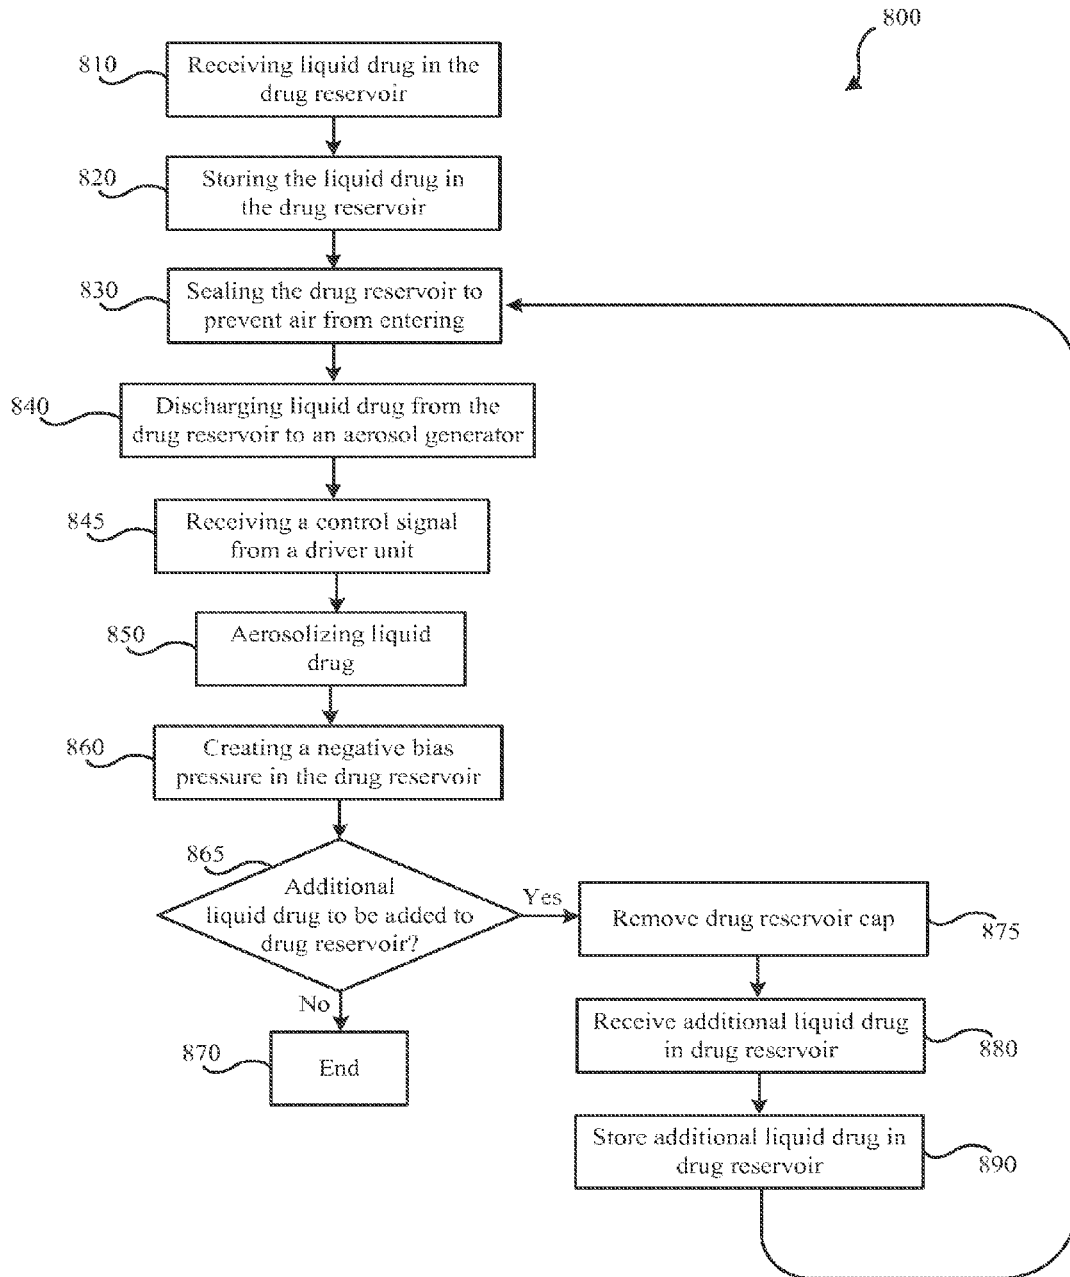 800
810
Receiving liquid drug in the
drug reservoir
820
Storing the liquid drug in
the drug reservoir
830
Sealing the drug reservoir to
prevent air from entering
840
Discharging liquid drug from the
drug reservoir to an aerosol generator
845
Receiving a control signal
from a driver unit
850
Aerosolizing liquid
drug
860
Creating a negative bias
pressure in the drug reservoir
865
Additional
liquid drug to be added to
drug reservoir?
Yes
No
870
End
Remove drug reservoir cap
875
Receive additional liquid drug
in drug reservoir
880
Store additional liquid drug in
drug reservoir
890